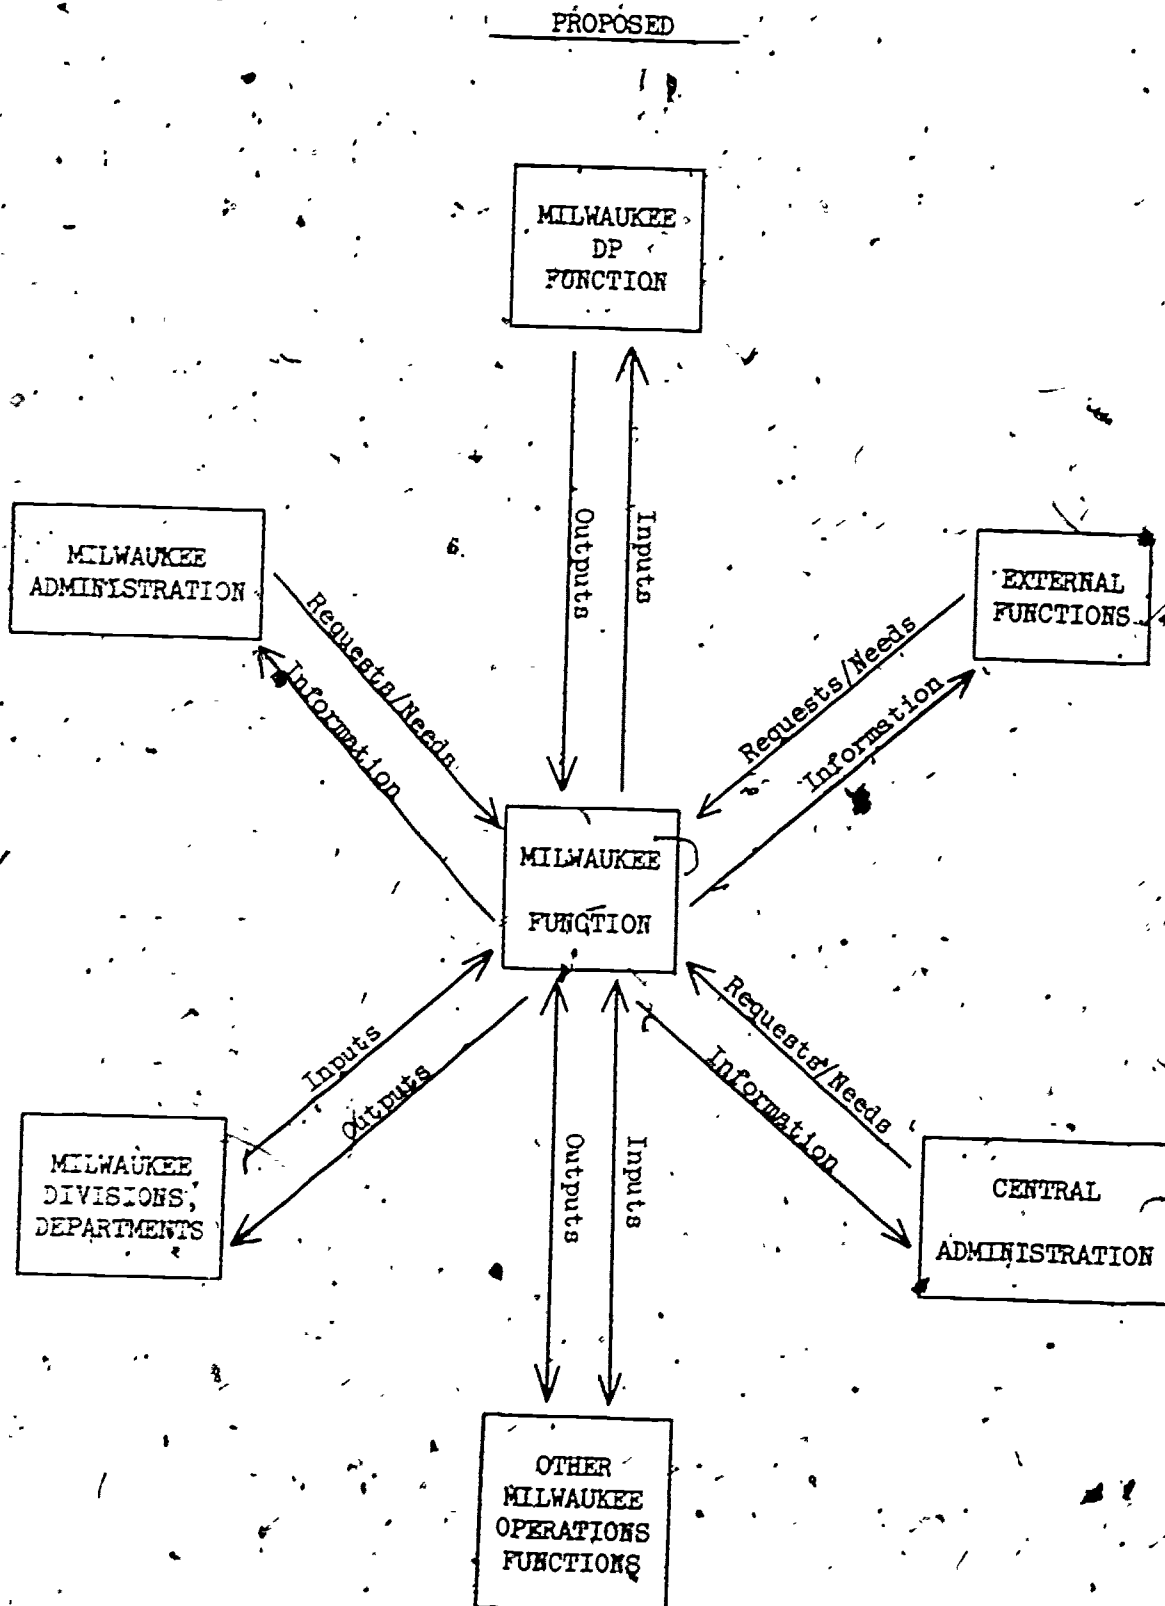 PROPOSED
MILWAUKEE
DP
FUNCTION
Outputs
Inputs
MILWAUKEE
ADMINISTRATION
EXTERNAL
FUNCTIONS
Requests/Needs
Information
Requests/Needs
Information
MILWAUKEE
FUNCTION
Inputs
Outputs
Requests/Needs
Information
Outputs
Inputs
MILWAUKEE
DIVISIONS,
DEPARTMENTS
CENTRAL
ADMINISTRATION
OTHER
MILWAUKEE
OPERATIONS
FUNCTIONS